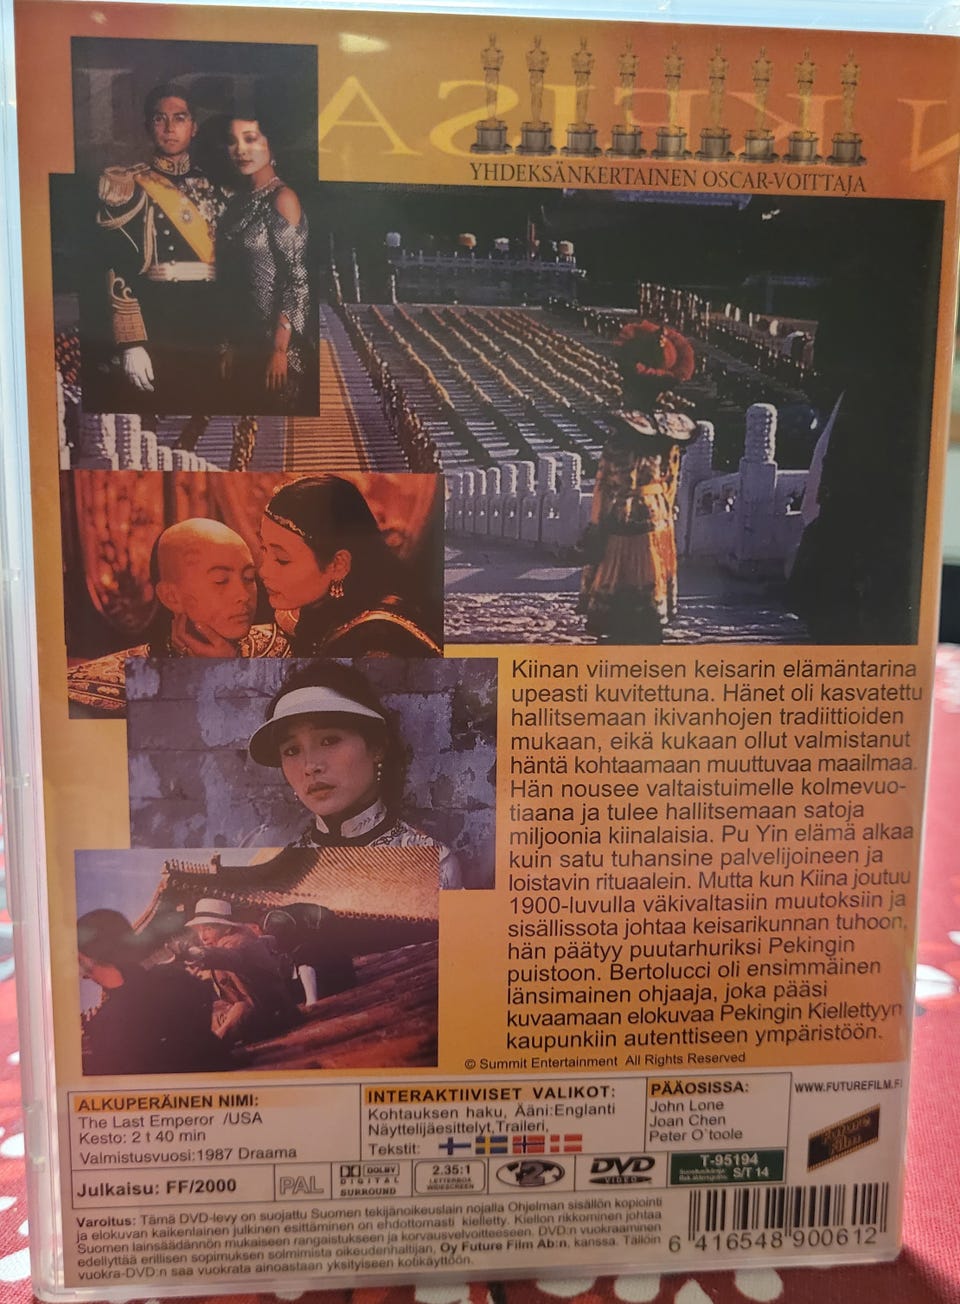 N KEISA
YHDEKSÄNKERTAINEN OSCAR-VOITTAJA
Kiinan viimeisen keisarin elämäntarina
upeasti kuvitettuna. Hänet oli kasvatettu
hallitsemaan ikivanhojen tradiittioiden
mukaan, eikä kukaan ollut valmistanut
häntä kohtaamaan muuttuvaa maailmaa.
Hän nousee valtaistuimelle kolmevuo-
tiaana ja tulee hallitsemaan satoja
miljoonia kiinalaisia. Pu Yin elämä alkaa
kuin satu tuhansine palvelijoineen ja
loistavin rituaalein. Mutta kun Kiina joutuu
1900-luvulla väkivaltasiin muutoksiin ja
sisällissota johtaa keisarikunnan tuhoon,
hän päätyy puutarhuriksi Pekingin
puistoon. Bertolucci oli ensimmäinen
länsimainen ohjaaja, joka pääsi
kuvaamaan elokuvaa Pekingin Kiellettyyn
kaupunkiin autenttiseen ympäristöön.
© Summit Entertainment All Rights Reserved
ALKUPERÄINEN NIMI:
The Last Emperor /USA
Kesto: 2 t 40 min
Valmistusvuosi:1987 Draama
INTERAKTIIVISET VALIKOT:
Kohtauksen haku, Ääni:Englanti
Näyttelijäesittelyt,Traileri,
Tekstit:
PÄÄOSISSA:
John Lone
Joan Chen
Peter O`toole
WWW.FUTUREFILM.FI
Future
Film
Julkaisu: FF/2000
PAL
DOLBY
DIGITAL
SURROUND
2.35:1
LETTERBOX
WIDESCREEN
2
DVD
VIDEO
T-95194
S/T 14
Varoitus: Tämä DVD-levy on suojattu Suomen tekijänoikeuslain nojalla Ohjelman sisällön kopiointi
ja elokuvan kaikenlainen julkinen esittäminen on ehdottomasti kielletty. Kiellon rikkominen johtaa
Suomen lainsäädännön mukaiseen rangaistukseen ja korvausvelvoitteeseen. DVD:n vuokraaminen
edellyttää erillisen sopimuksen solmimista oikeudenhaltijan, Oy Future Film Ab:n, kanssa. Tällöin
vuokra-DVD:n saa vuokrata ainoastaan yksityiseen kotikäyttöön.
6 416548 900612